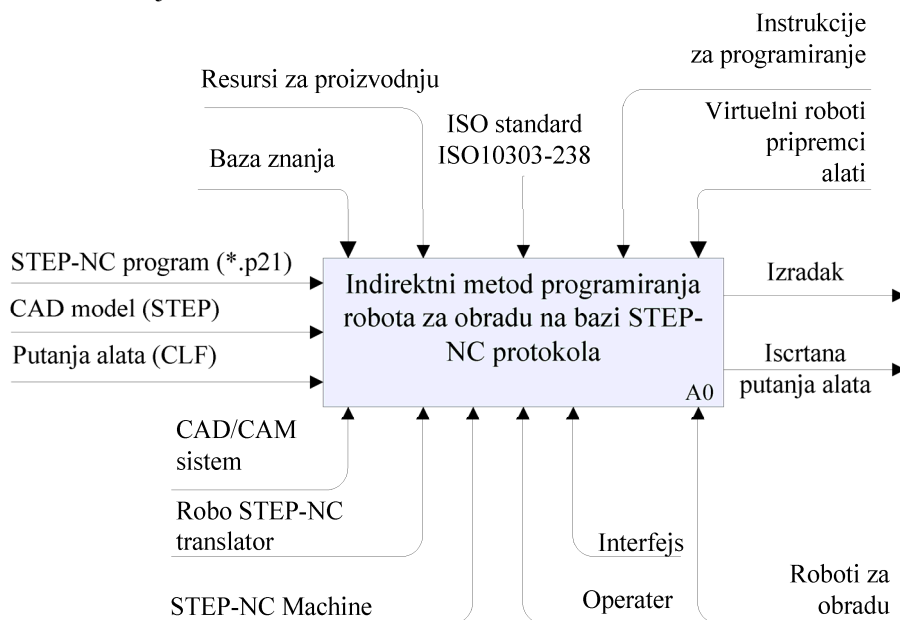 Instrukcije
za programiranje
Resursi za proizvodnju
Virtuelni roboti
pripremci
alati
ISO standard
ISO10303-238
Baza znanja
STEP-NC program (*.p21)
CAD model (STEP)
Putanja alata (CLF)
Indirektni metod programiranja
robota za obradu na bazi STEP-
NC protokola
A0
Izradak
Iscrtana
putanja alata
CAD/CAM
sistem
Robo STEP-NC
translator
STEP-NC Machine
Interfejs
Operater
Roboti za
obradu